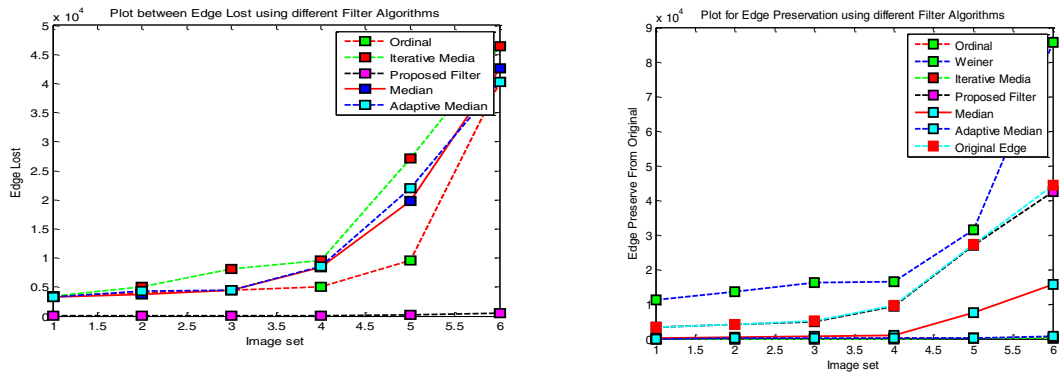 Plot between Edge Lost using different Filter Algorithms
x 10^4
5
4.5
4
3.5
3
2.5
2
1.5
1
0.5
0
Edge Lost
1 1.5 2 2.5 3 3.5 4 4.5 5 5.5 6
Image set
Ordinal
Iterative Media
Proposed Filter
Median
Adaptive Median
Plot for Edge Preservation using different Filter Algorithms
x 10^4
9
8
7
6
5
4
3
2
1
0
Edge Preserve From Original
1 1.5 2 2.5 3 3.5 4 4.5 5 5.5 6
Image set
Ordinal
Weiner
Iterative Media
Proposed Filter
Median
Adaptive Median
Original Edge